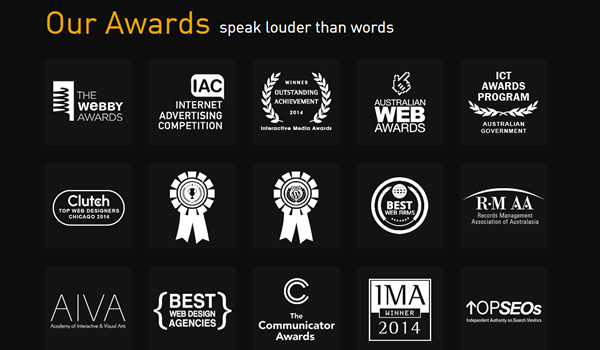 Our Awards speak louder than words
THE
WEBBY
AWARDS
IAC
INTERNET
ADVERTISING
COMPETITION
WINNER
OUTSTANDING
ACHIEVEMENT
2014
Interactive Media Awards
AUSTRALIAN
WEB
AWARDS
ICT
AWARDS
PROGRAM
AUSTRALIAN
GOVERNMENT
Clutch
TOP WEB DESIGNERS
CHICAGO 2014
BEST
WEB FIRMS
R·M AA
Records Management
Association of Australasia
AIVA
Academy of Interactive & Visual Arts
{BEST}
WEB DESIGN
AGENCIES
The
Communicator
Awards
IMA
WINNER
2014
TOPSEOs
Independent Authority on Search Vendors